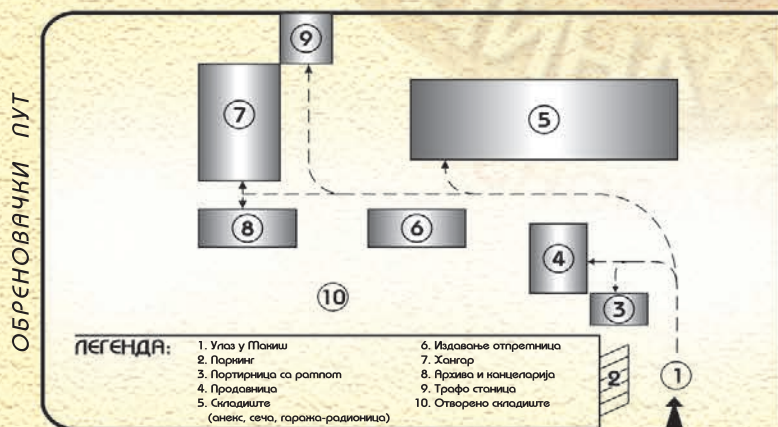 9
7
5
8
6
4
10
3
2
1
ОБРЕНОВАЧКИ ПУТ
ЛЕГЕНДА:
1. Улаз у Макиш
2. Паркинг
3. Портирница са рампом
4. Продавница
5. Складиште
(анекс, сеча, гаража-радионица)
6. Издавање отпремница
7. Хангар
8. Архива и канцеларија
9. Трафо станица
10. Отворено складиште